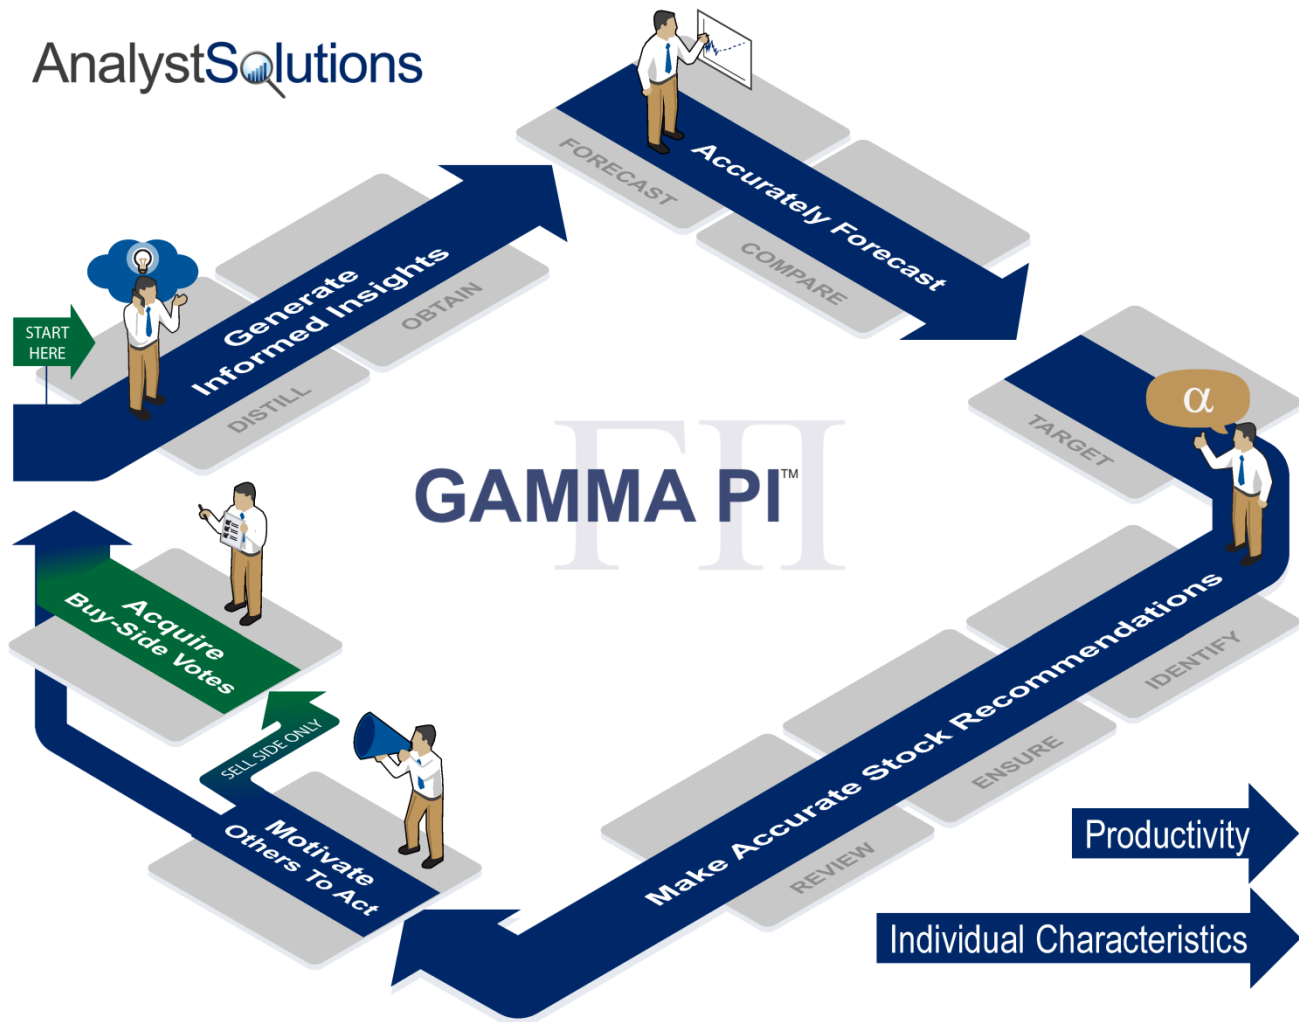 AnalystSolutions
START
HERE
Generate
Informed Insights
DISTILL
OBTAIN
FORECAST
COMPARE
Accurately Forecast
TARGET
α
ΓΠ
GAMMA PI™
IDENTIFY
ENSURE
REVIEW
Make Accurate Stock Recommendations
Motivate
Others To Act
SELL SIDE ONLY
Acquire
Buy-Side Votes
Productivity
Individual Characteristics